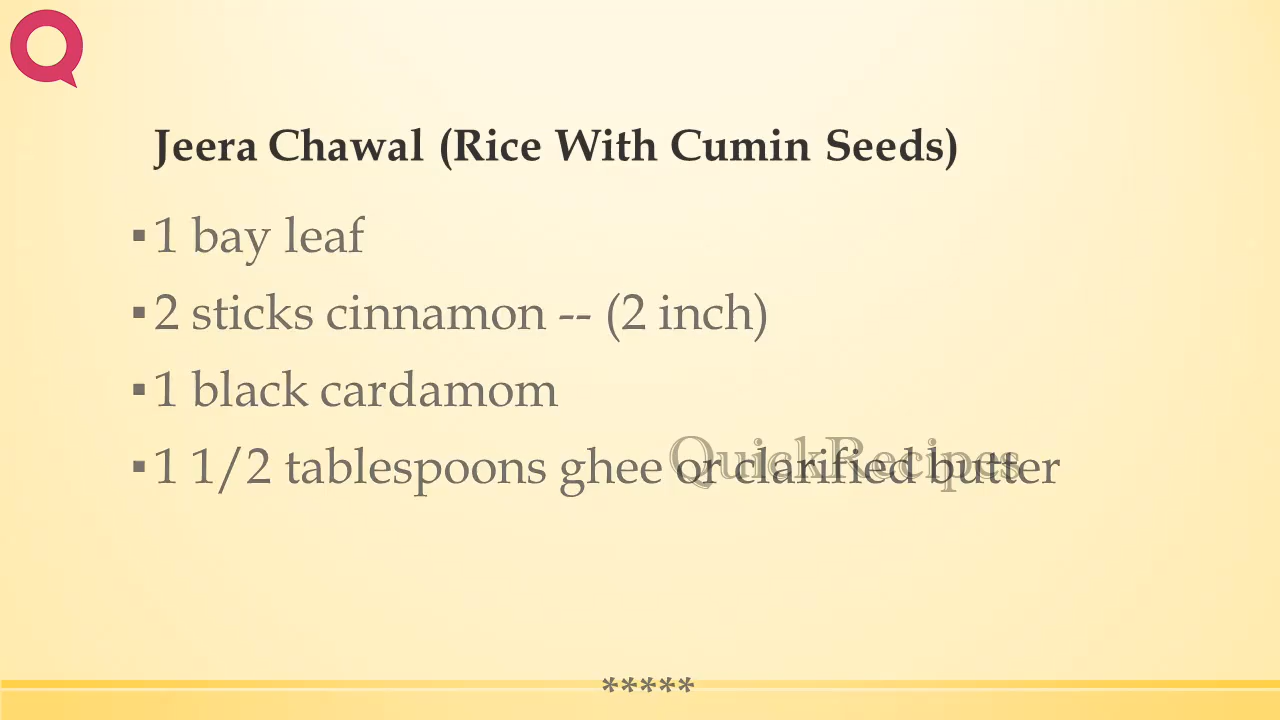 Jeera Chawal (Rice With Cumin Seeds)
▪1 bay leaf
▪2 sticks cinnamon -- (2 inch)
▪1 black cardamom
▪1 1/2 tablespoons ghee or clarified butter
QuickRecipes
*****